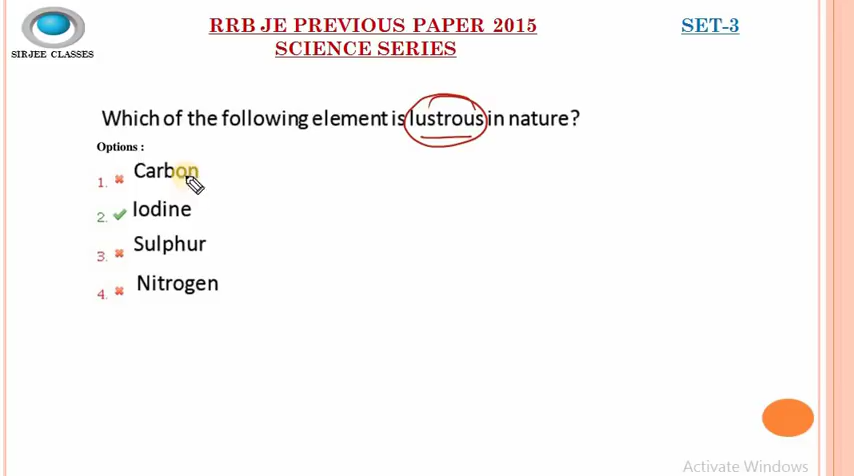 RRB JE PREVIOUS PAPER 2015 SET-3
SCIENCE SERIES
SIRJEE CLASSES
Which of the following element is lustrous in nature?
Options :
1. Carbon
2. Iodine
3. Sulphur
4. Nitrogen
Activate Windows